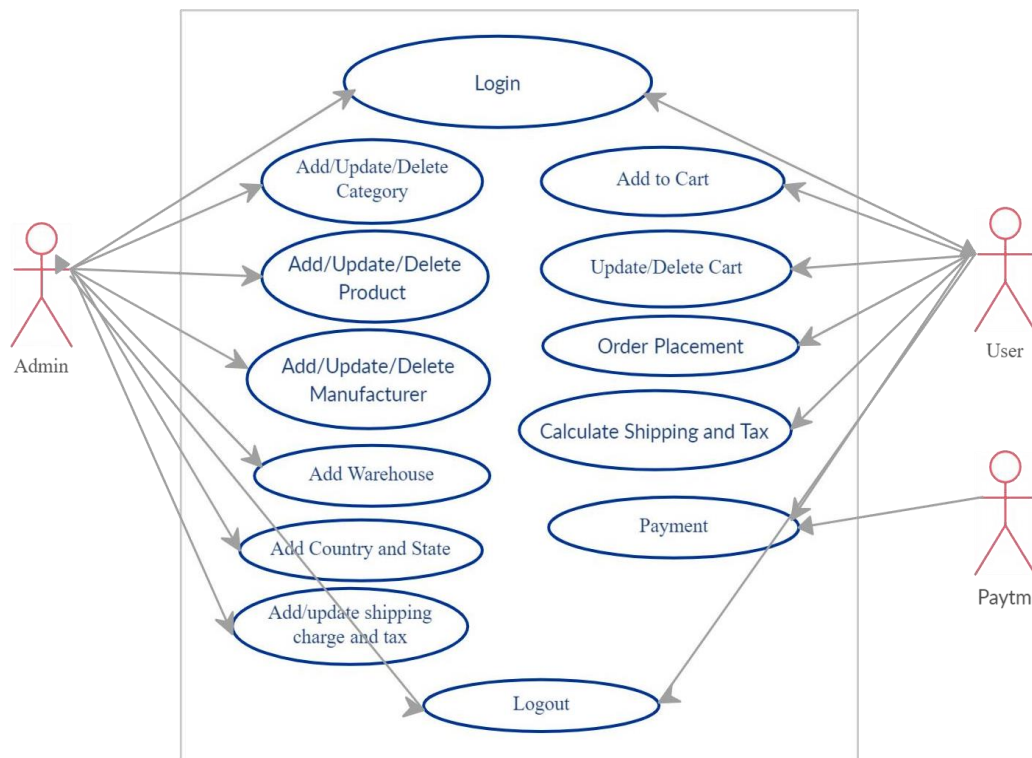 Login
Add/Update/Delete
Category
Add to Cart
Add/Update/Delete
Product
Update/Delete Cart
Admin
User
Add/Update/Delete
Manufacturer
Order Placement
Calculate Shipping and Tax
Add Warehouse
Payment
Add Country and State
Paytm
Add/update shipping
charge and tax
Logout